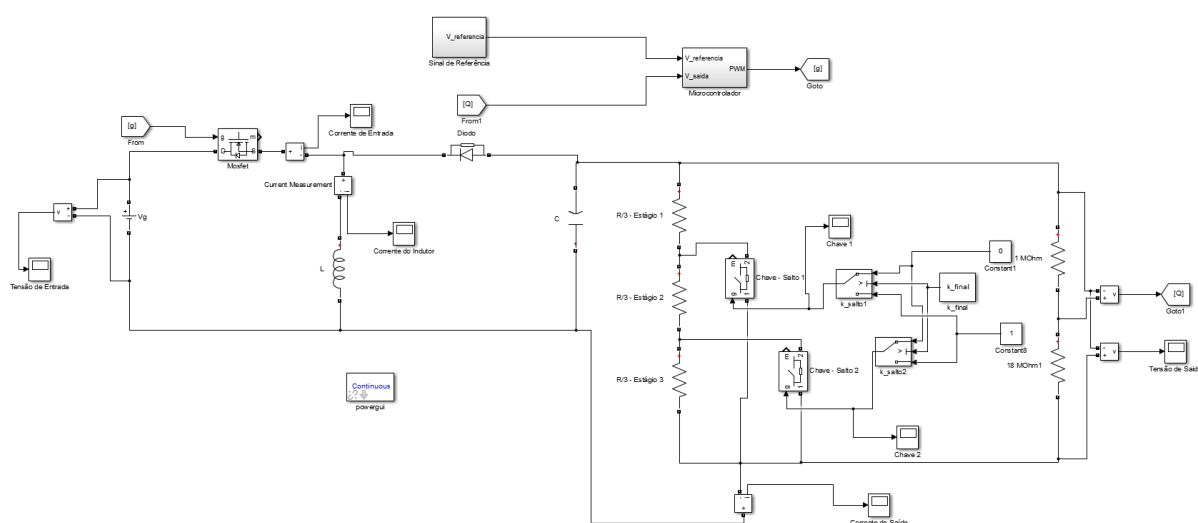 V_referencia
Sinal de Referência
V_referencia
V_saida
PWM
Microcontrolador
[g]
Goto
[Q]
From1
[g]
From
g
m
D
S
Mosfet
Corrente de Entrada
Diodo
Current Measurement
Corrente do Indutor
L
C
v
Vg
Tensão de Entrada
R/3 - Estágio 1
R/3 - Estágio 2
R/3 - Estágio 3
Chave 1
Chave - Salto 1
k_salto1
0
Constant1
k_final
k_final
1
Constant8
k_salto2
Chave - Salto 2
Chave 2
1 MOhm
18 MOhm1
v
[Q]
Goto1
v
Tensão de Said
Continuous
powergui
Corrente de Saída